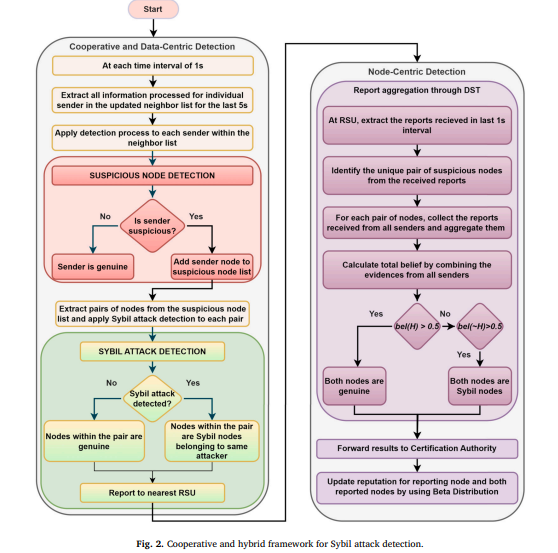 Start
Cooperative and Data-Centric Detection
At each time interval of 1s
Extract all information processed for individual
sender in the updated neighbor list for the last 5s
Apply detection process to each sender within the
neighbor list
SUSPICIOUS NODE DETECTION
Is sender
suspicious?
No
Yes
Sender is genuine
Add sender node to
suspicious node list
Extract pairs of nodes from the suspicious node
list and apply Sybil attack detection to each pair
SYBIL ATTACK DETECTION
No
Yes
Sybil attack
detected?
Nodes within the pair are
genuine
Nodes within the pair
are Sybil nodes
belonging to same
attacker
Report to nearest RSU
Node-Centric Detection
Report aggregation through DST
At RSU, extract the reports recieved in last 1s
interval
Identify the unique pair of suspicious nodes
from the received reports
For each pair of nodes, collect the reports
received from all senders and aggregate them
Calculate total belief by combining the
evidences from all senders
Yes
bel(H) > 0.5
No
bel(¬H)>0.5
Yes
Both nodes are
genuine
Both nodes are
Sybil nodes
Forward results to Certification Authority
Update reputation for reporting node and both
reported nodes by using Beta Distribution
Fig. 2. Cooperative and hybrid framework for Sybil attack detection.